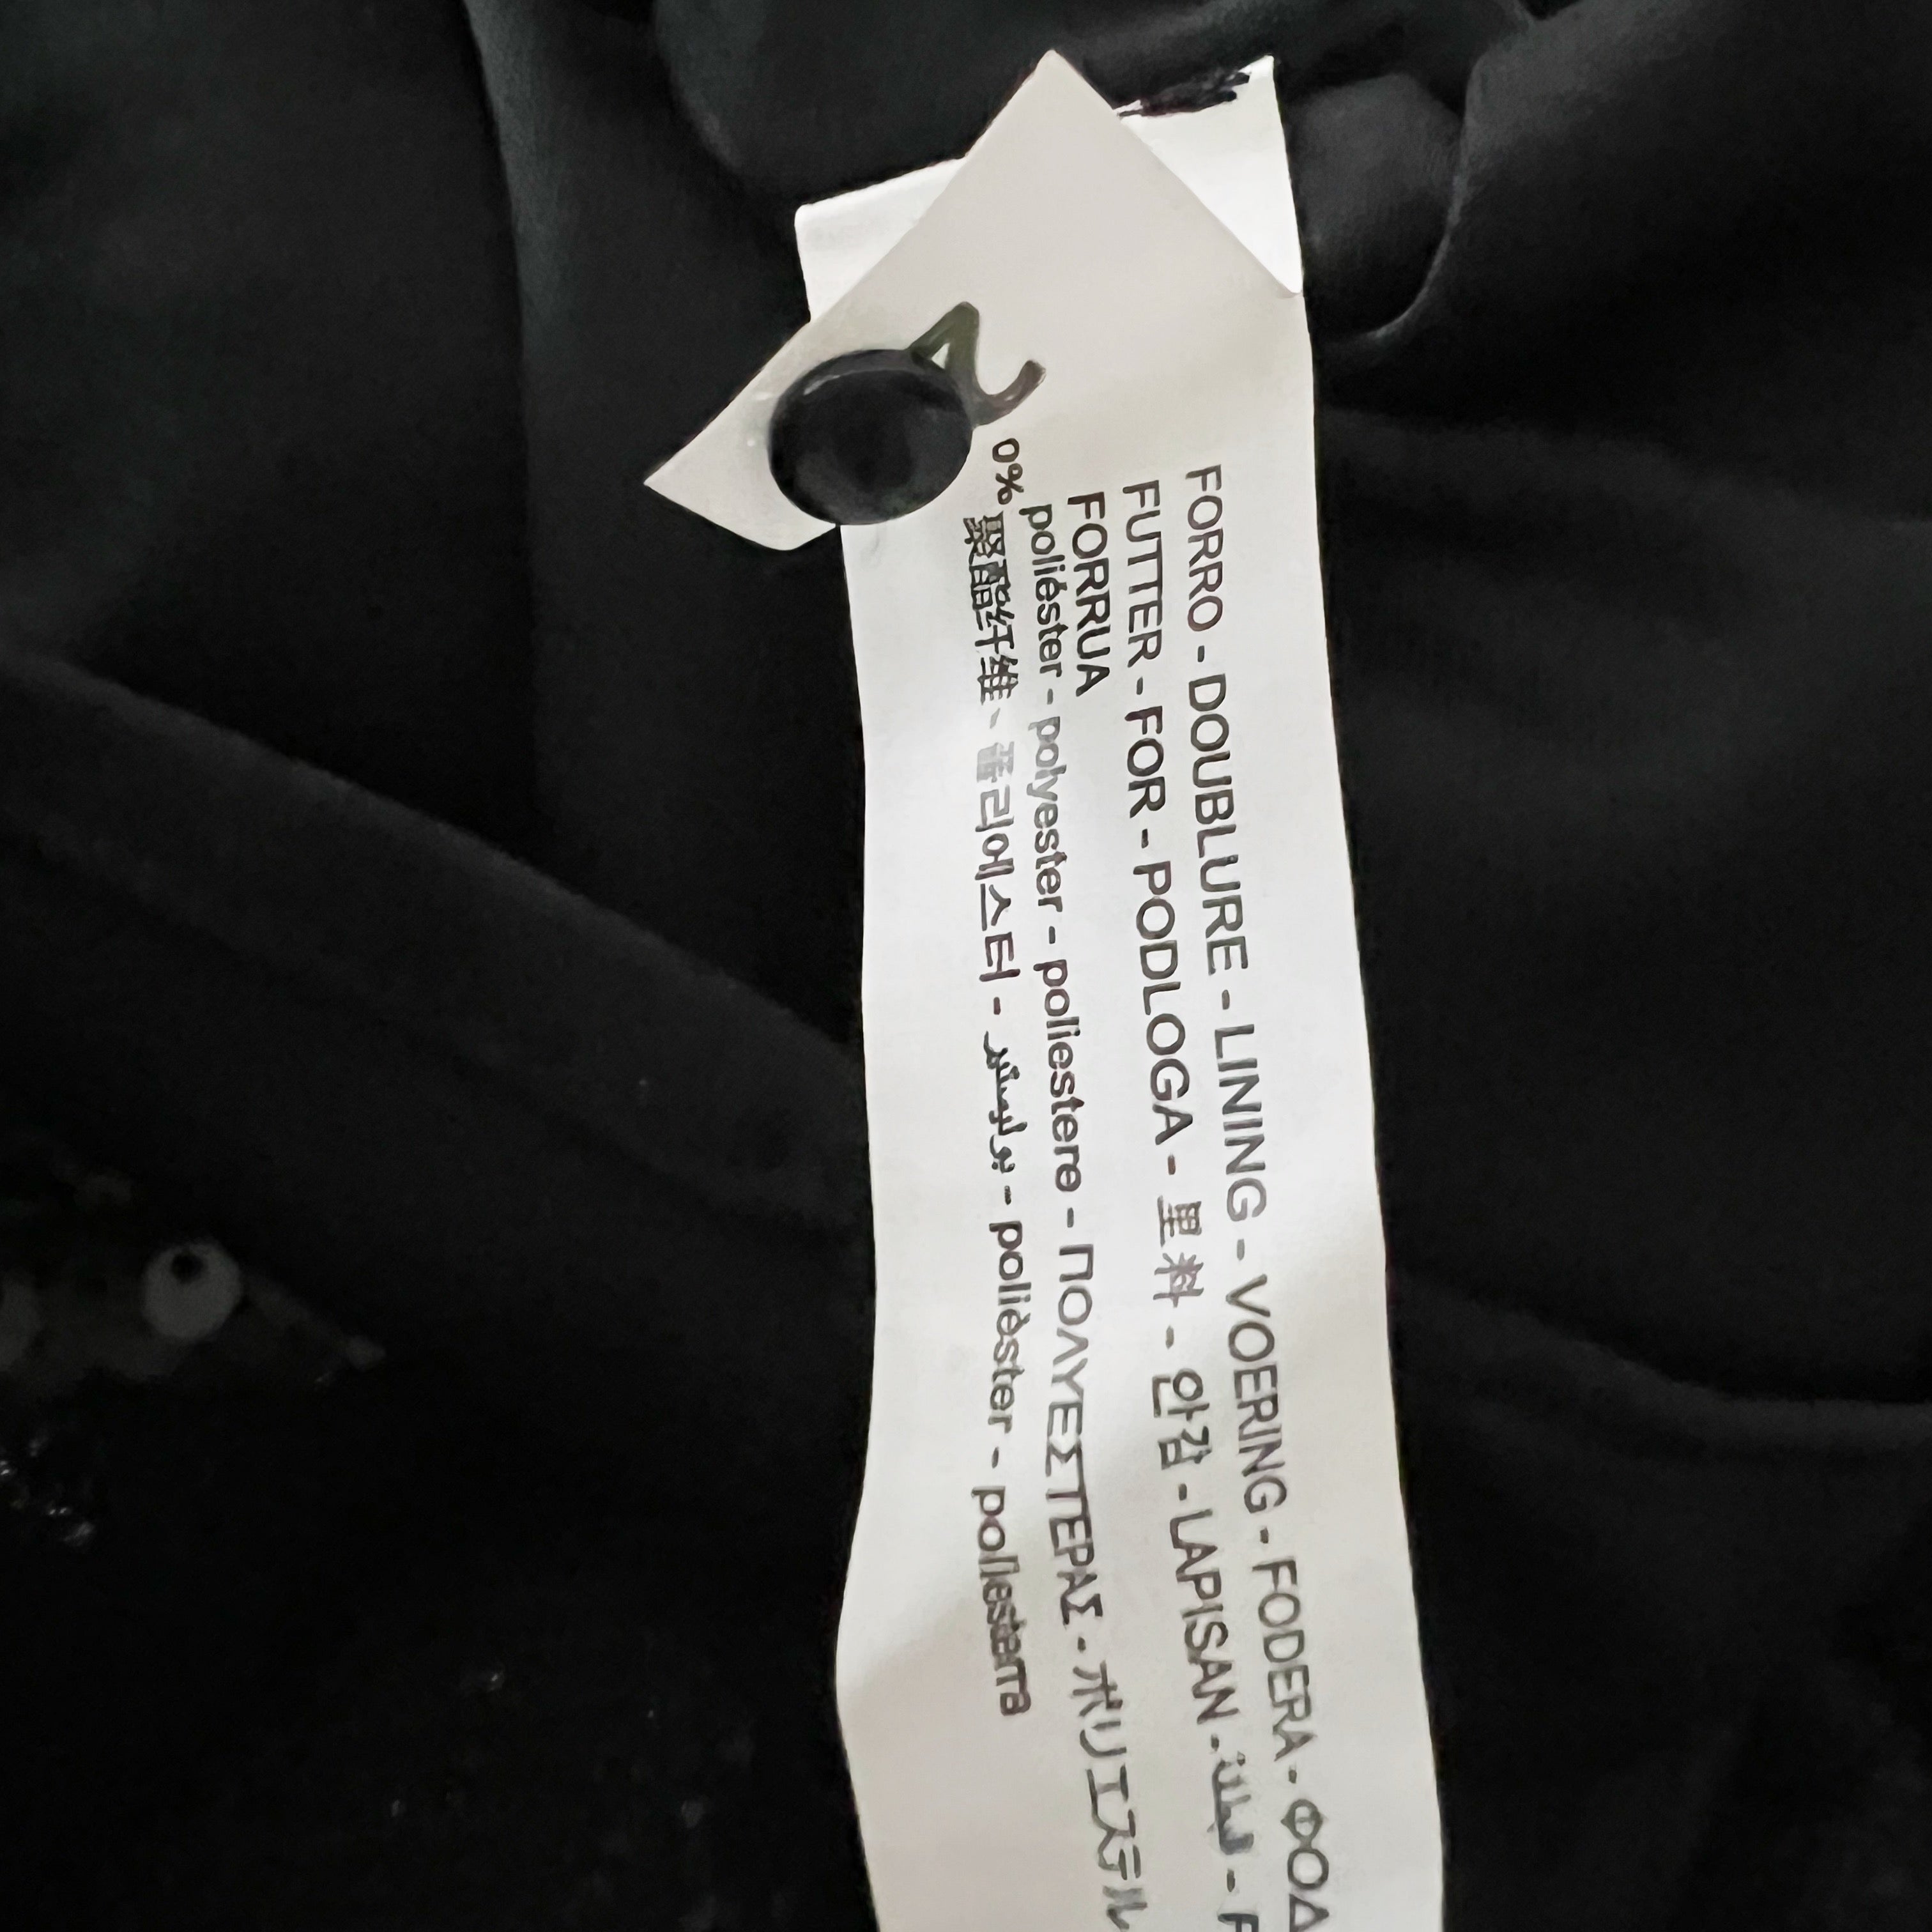 FORRO - DOUBLURE - LINING - VOERING - FODERA - ΦΟΔ
FUTTER - FOR - PODLOGA - 里料 - 안감 - LAPISAN - بطانة - F
FORRUA
poliéster - polyester - poliestere - ΠΟΛΥΕΣΤΕΡΑΣ - ポリエステル
0% 聚酯纤维 - 폴리에스터 - بوليستر - polièster - poliesterra